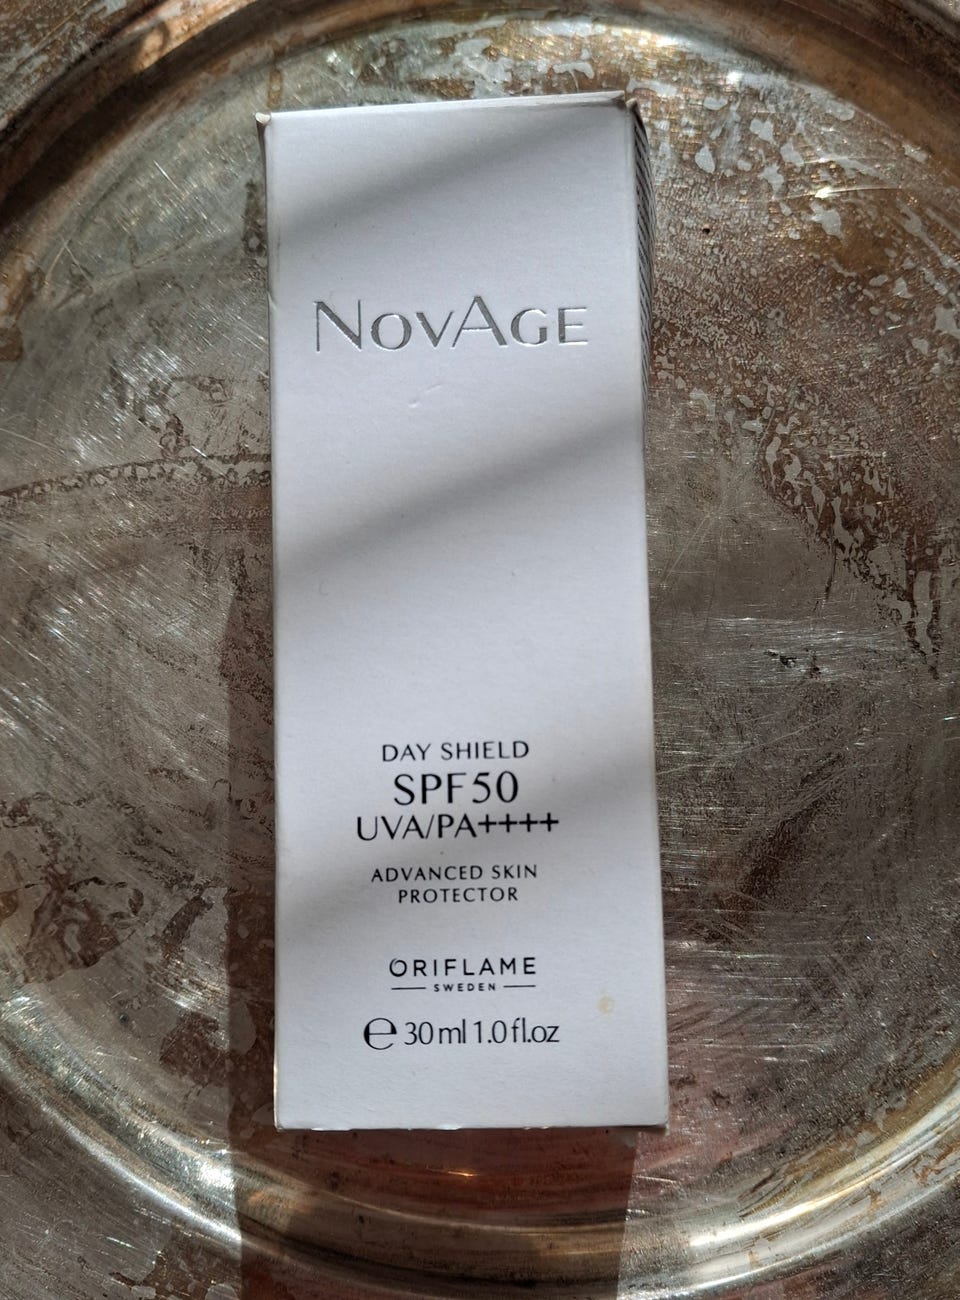 NOVAGE
DAY SHIELD
SPF50
UVA/PA++++
ADVANCED SKIN
PROTECTOR
ORIFLAME
SWEDEN
℮ 30 ml 1.0 fl.oz